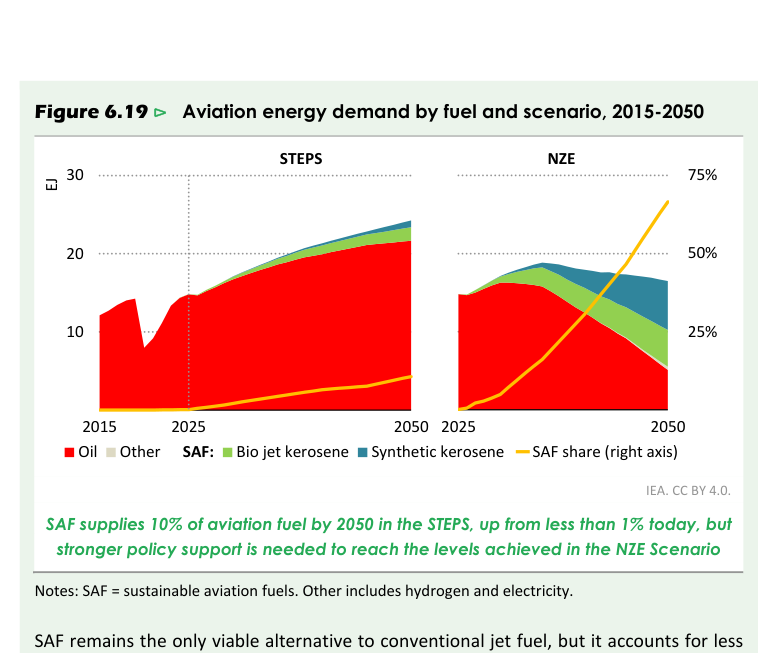 Figure 6.19 ⊳ Aviation energy demand by fuel and scenario, 2015-2050
STEPS NZE
EJ 30 75%
20 50%
10 25%
2015 2025 2050 2025 2050
Oil Other SAF: Bio jet kerosene Synthetic kerosene SAF share (right axis)
IEA. CC BY 4.0.
SAF supplies 10% of aviation fuel by 2050 in the STEPS, up from less than 1% today, but
stronger policy support is needed to reach the levels achieved in the NZE Scenario
Notes: SAF = sustainable aviation fuels. Other includes hydrogen and electricity.
SAF remains the only viable alternative to conventional jet fuel, but it accounts for less